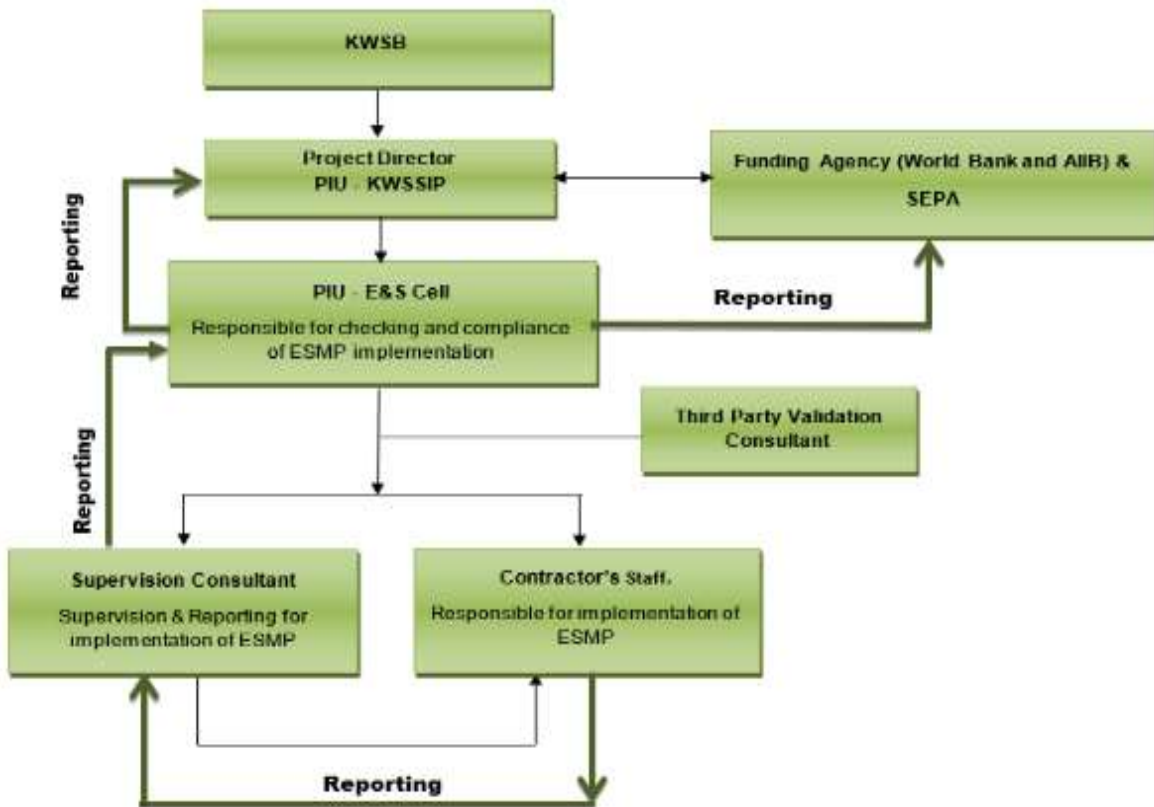 KWSB
Project Director
PIU - KWSSIP
Funding Agency (World Bank and AIIB) &
SEPA
Reporting
PIU - E&S Cell
Responsible for checking and compliance
of ESMP implementation
Reporting
Third Party Validation
Consultant
Reporting
Supervision Consultant
Supervision & Reporting for
implementation of ESMP
Contractor's Staff.
Responsible for implementation of
ESMP
Reporting